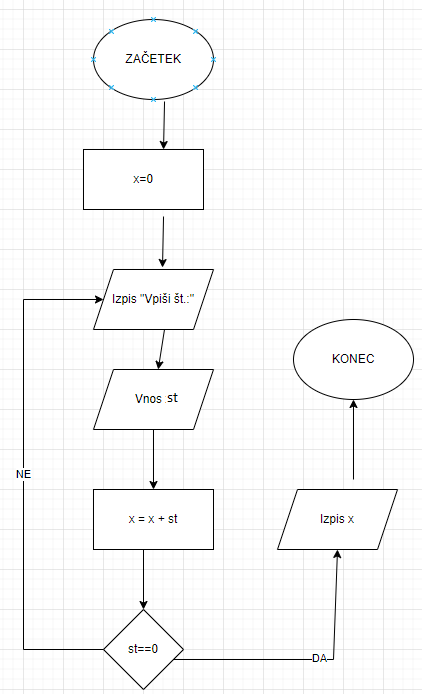 ZAČETEK
x=0
Izpis "Vpiši št.:"
Vnos st
x = x + st
st==0
NE
DA
Izpis x
KONEC